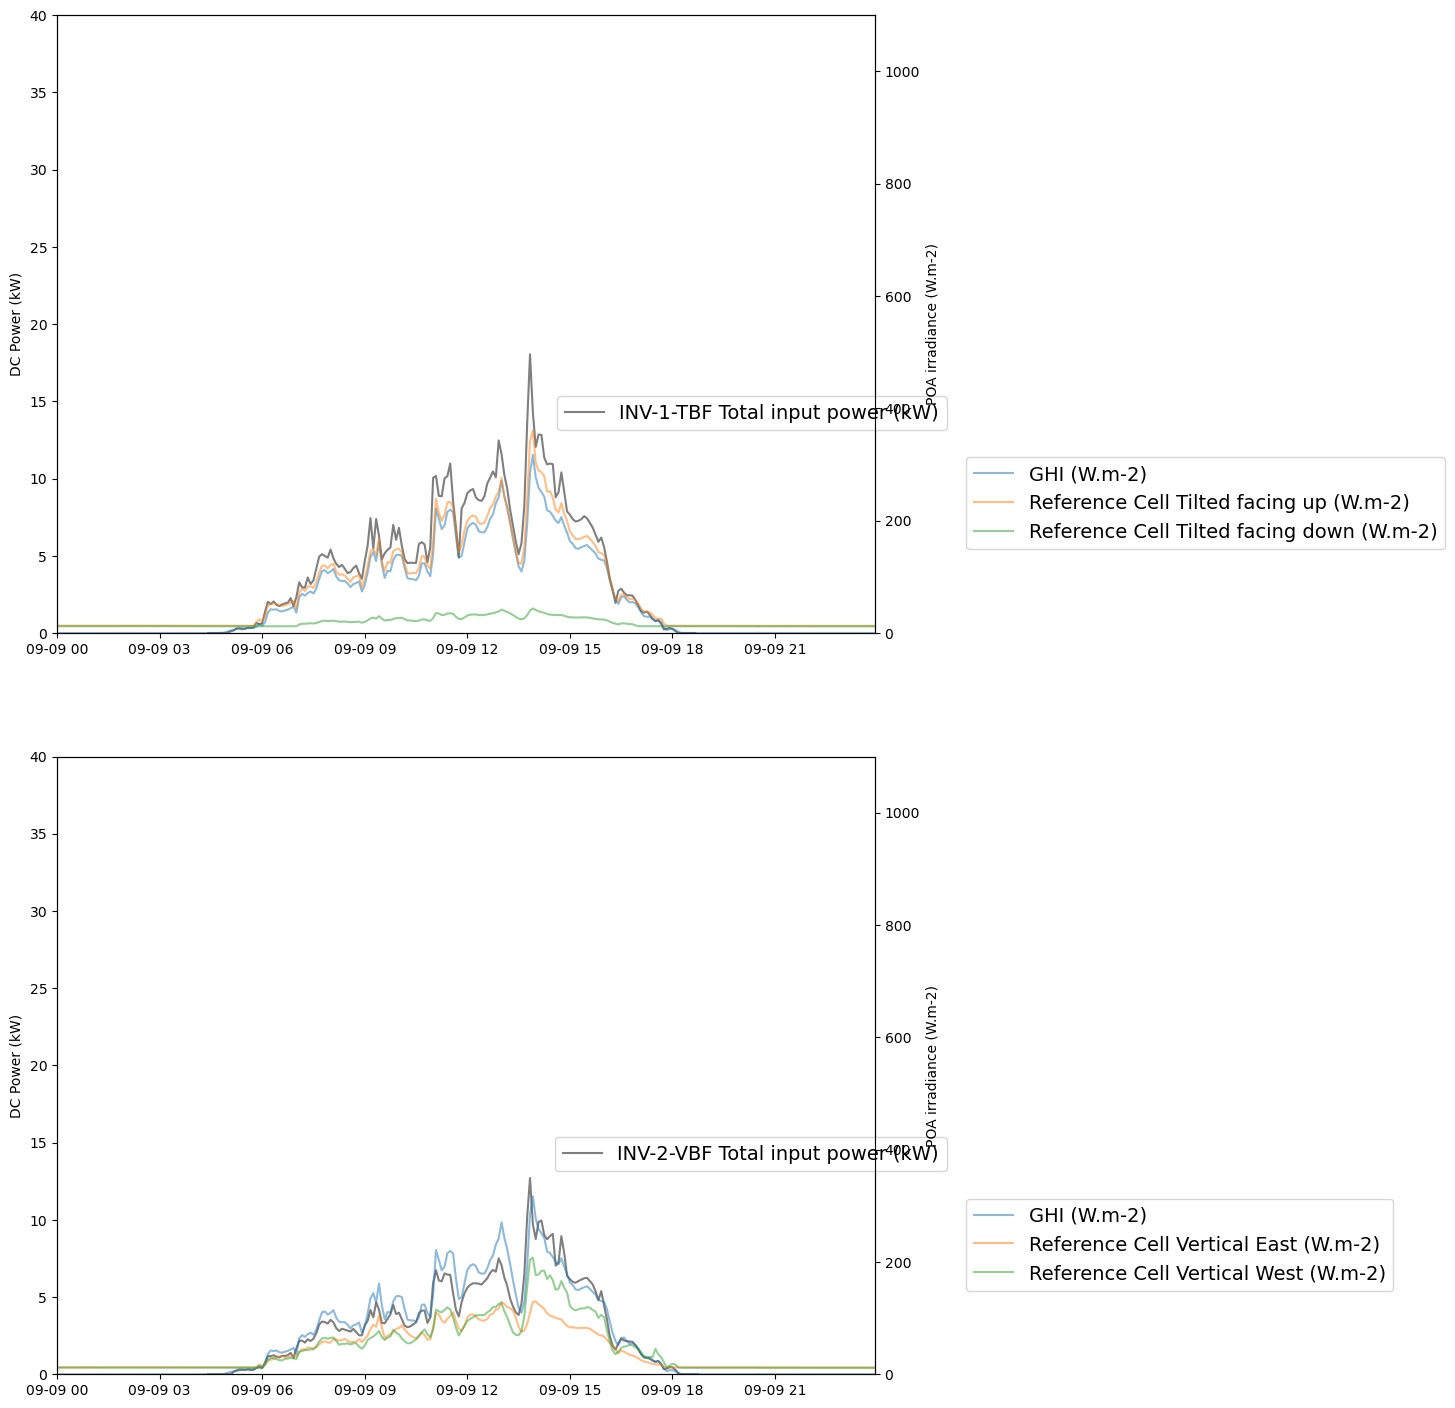 40
35
30
25
20
15
10
5
0
DC Power (kW)
1000
800
600
400
200
0
POA irradiance (W.m-2)
INV-1-TBF Total input power (kW)
GHI (W.m-2)
Reference Cell Tilted facing up (W.m-2)
Reference Cell Tilted facing down (W.m-2)
09-09 00 09-09 03 09-09 06 09-09 09 09-09 12 09-09 15 09-09 18 09-09 21
40
35
30
25
20
15
10
5
0
DC Power (kW)
1000
800
600
400
200
0
POA irradiance (W.m-2)
INV-2-VBF Total input power (kW)
GHI (W.m-2)
Reference Cell Vertical East (W.m-2)
Reference Cell Vertical West (W.m-2)
09-09 00 09-09 03 09-09 06 09-09 09 09-09 12 09-09 15 09-09 18 09-09 21